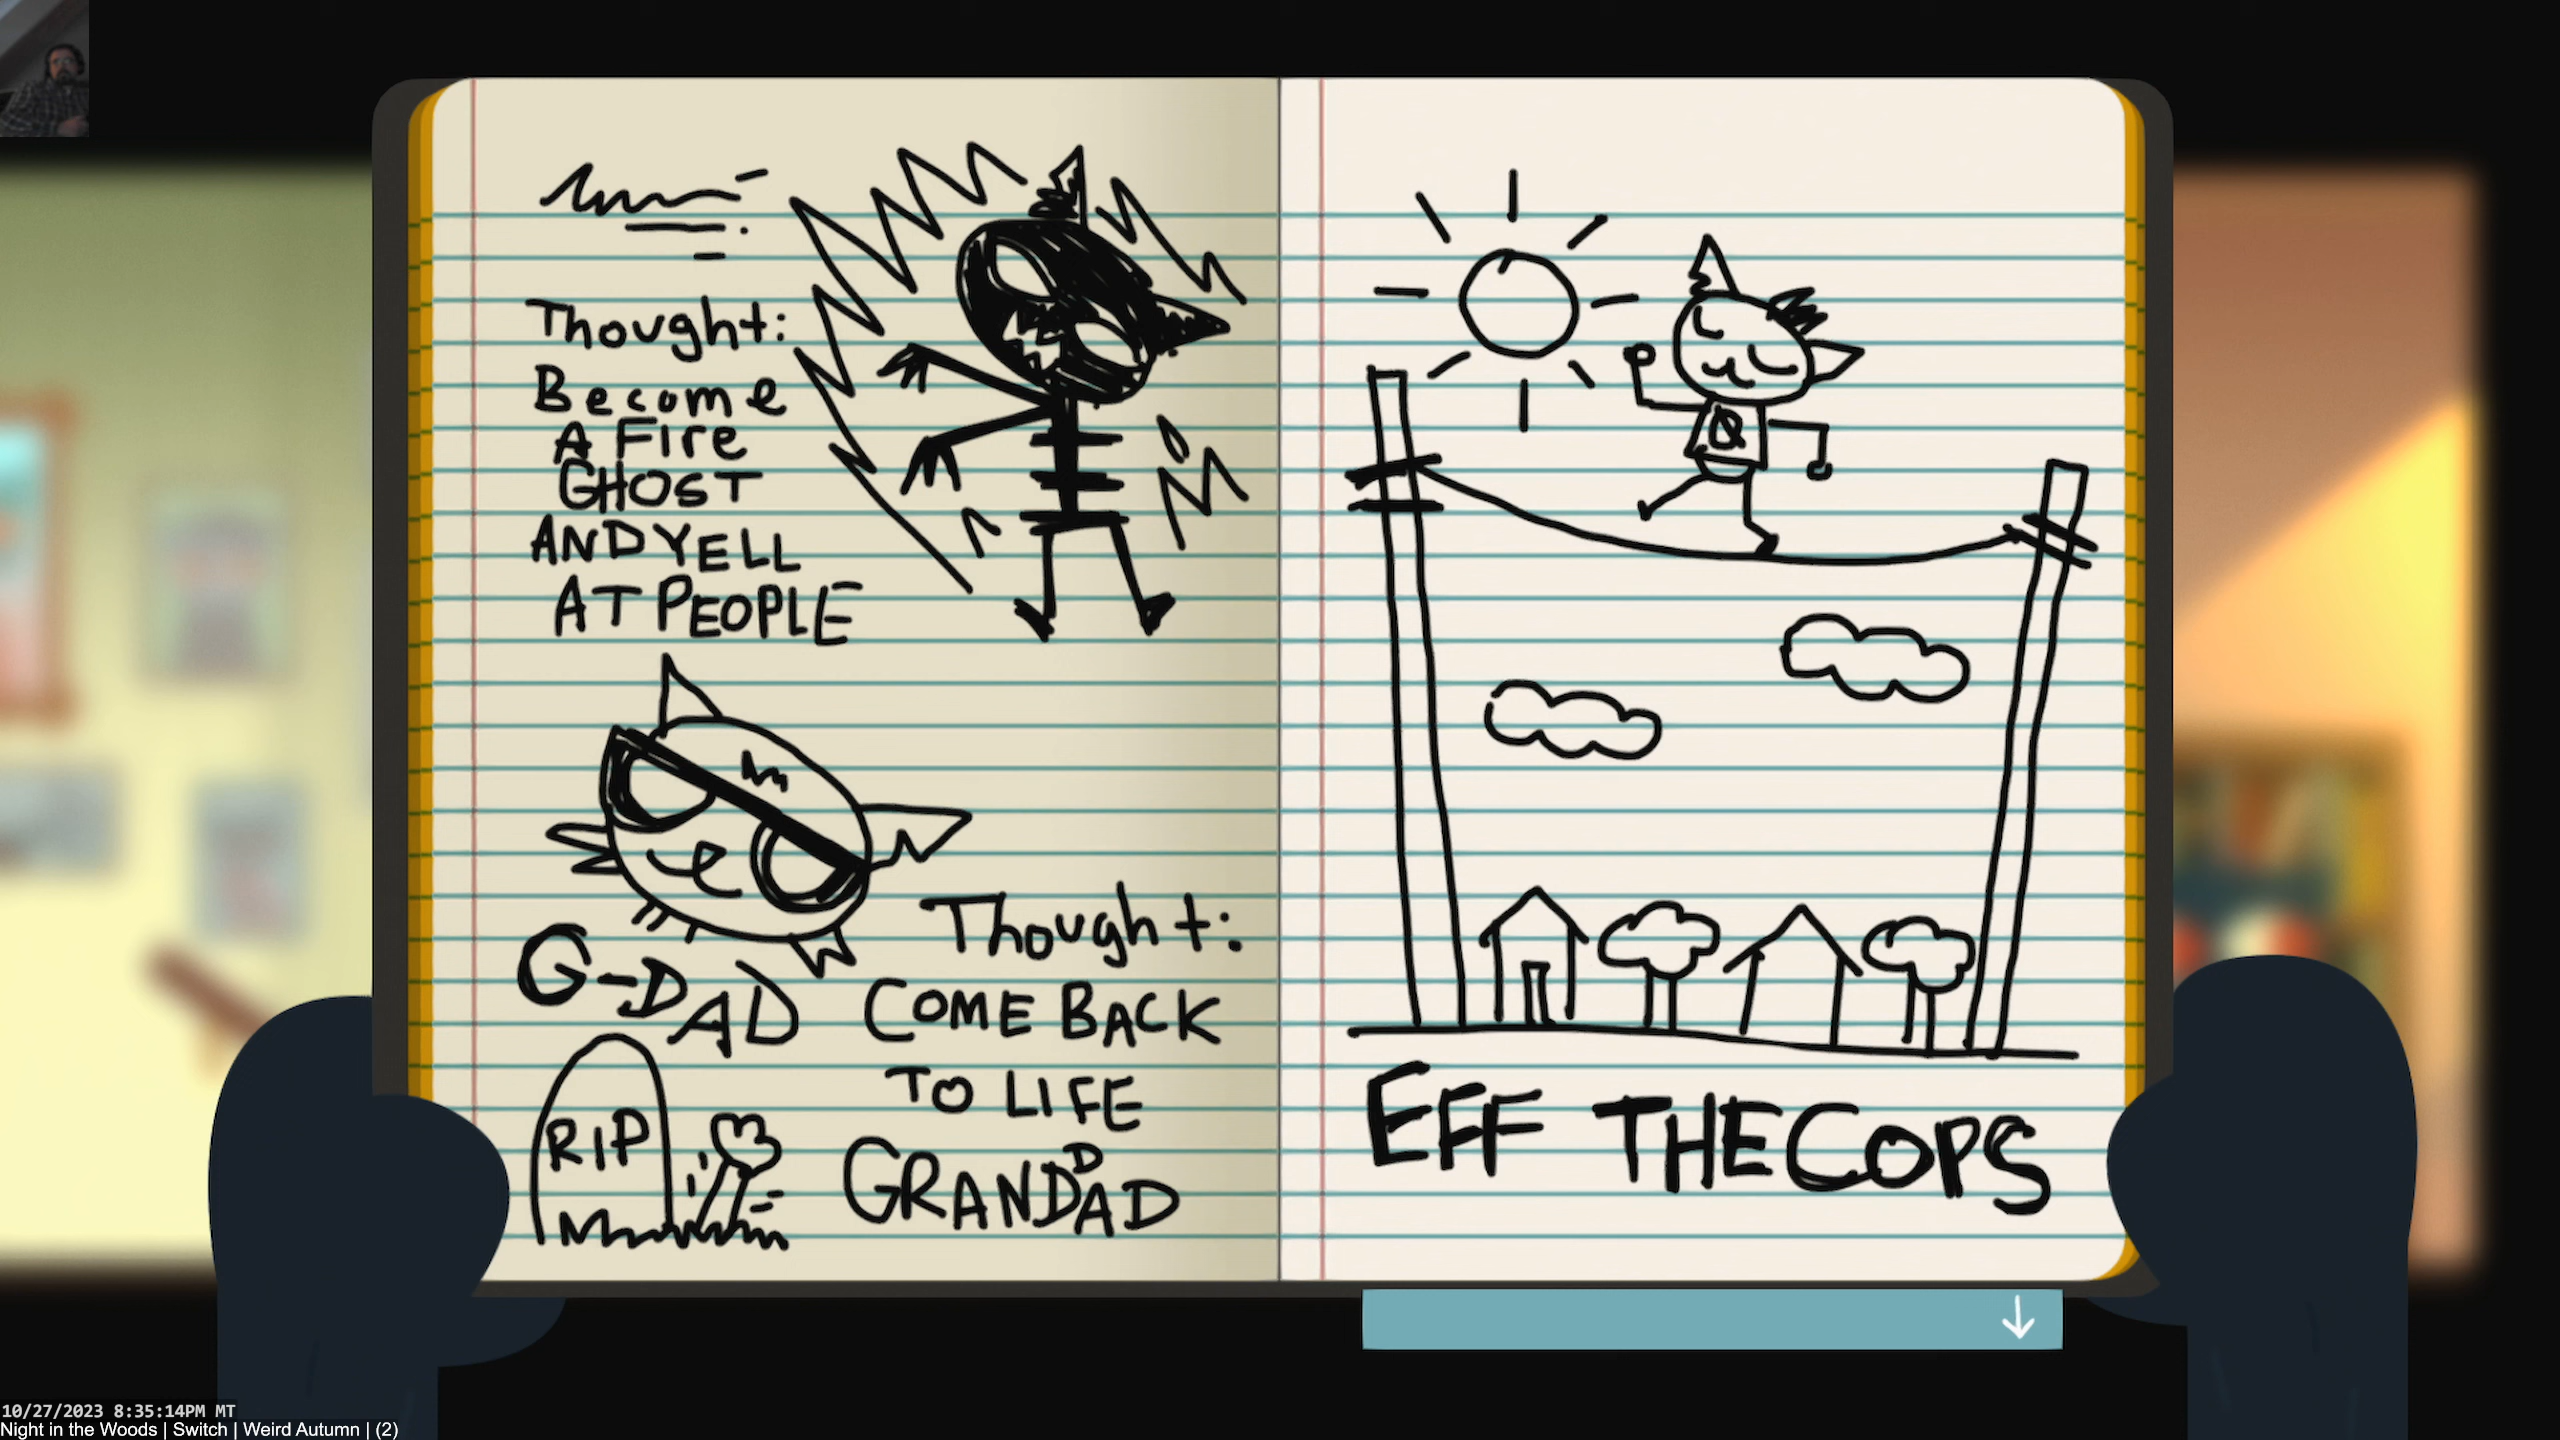 Thought:
Become
A FIRE
GHOST
AND YELL
AT PEOPLE
G-DAD
RIP
Thought:
COME BACK
TO LIFE
GRANDDAD
EFF THE COPS
10/27/2023 8:35:14PM MT
Night in the Woods | Switch | Weird Autumn | (2)